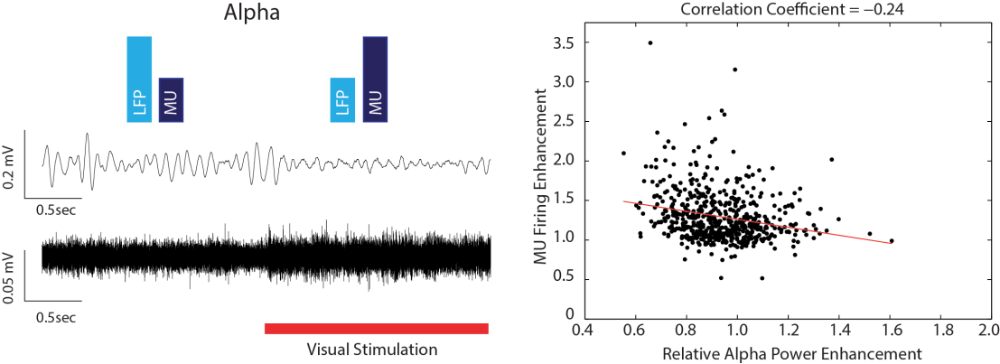 Alpha
LFP
MU
LFP
MU
0.2 mV
0.5sec
0.05 mV
0.5sec
Visual Stimulation
Correlation Coefficient = −0.24
MU Firing Enhancement
3.5
3.0
2.5
2.0
1.5
1.0
0.5
0
0.4 0.6 0.8 1.0 1.2 1.4 1.6 1.8 2.0
Relative Alpha Power Enhancement